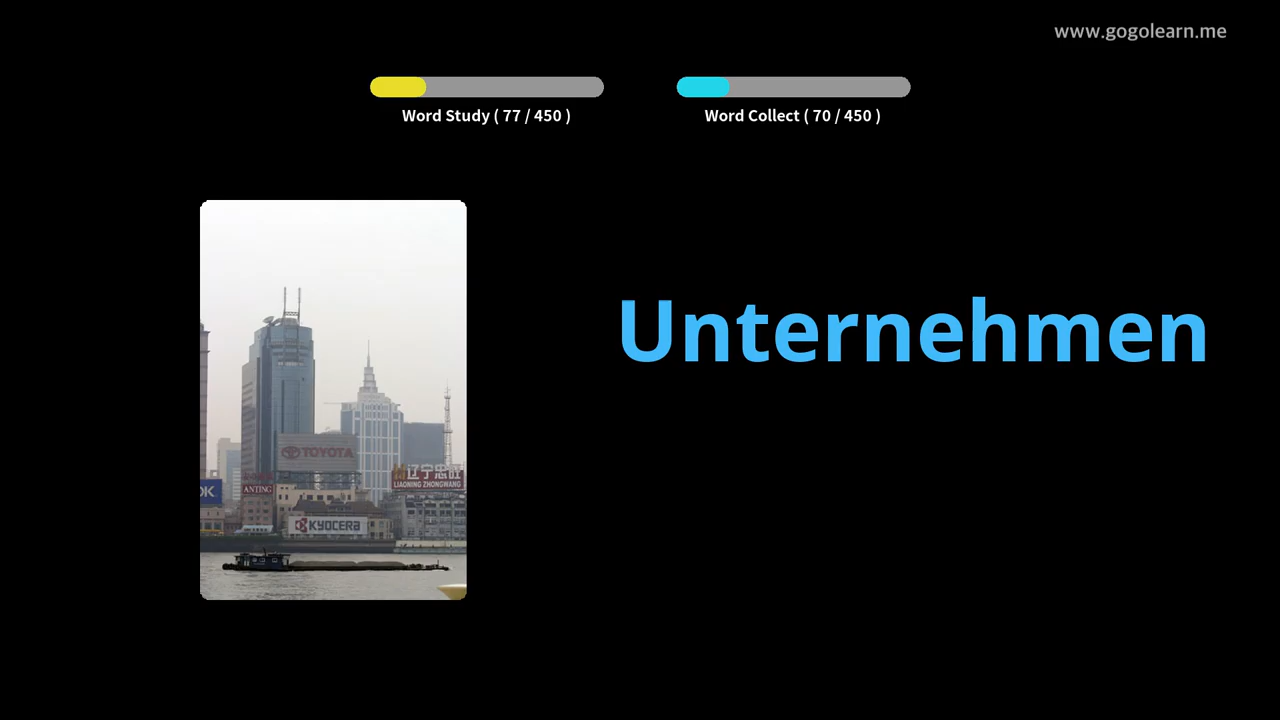 www.gogolearn.me
Word Study ( 77 / 450 )
Word Collect ( 70 / 450 )
Unternehmen
TOYOTA
辽宁忠旺
LIAONING ZHONGWANG
OK
ANTING
KYOCERA